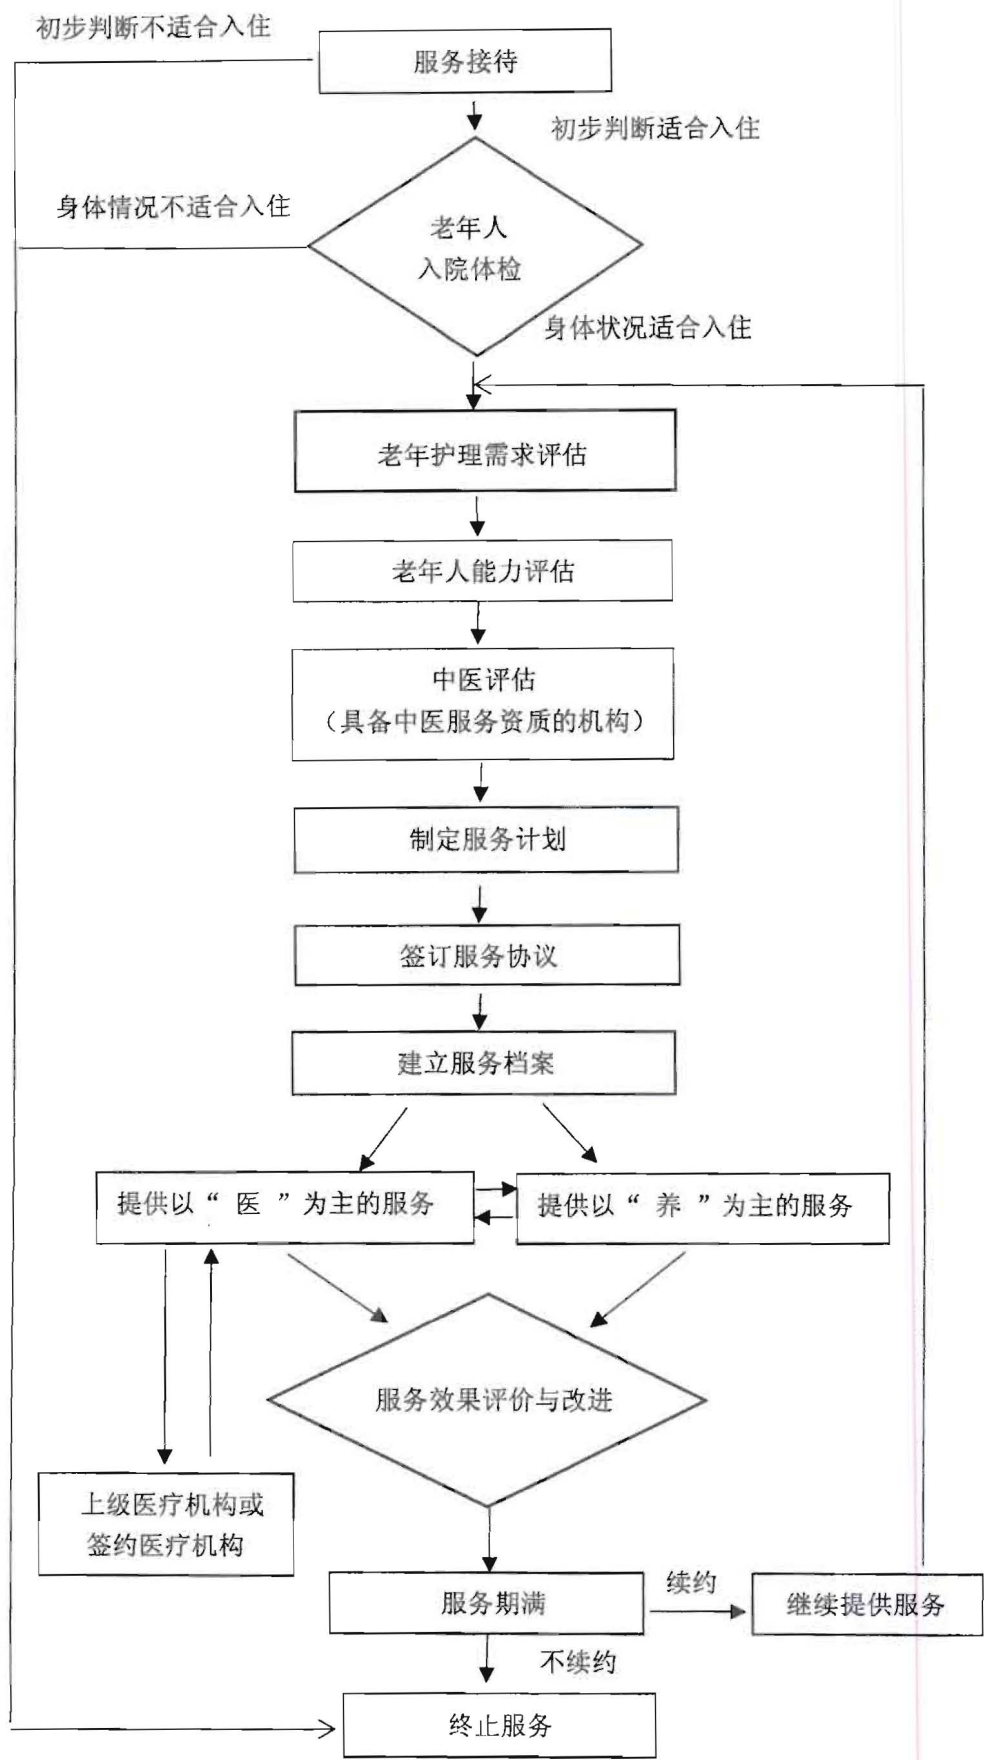 初步判断不适合入住
服务接待
初步判断适合入住
身体情况不适合入住
老年人
入院体检
身体状况适合入住
老年护理需求评估
老年人能力评估
中医评估
（具备中医服务资质的机构）
制定服务计划
签订服务协议
建立服务档案
提供以“ 医 ”为主的服务
提供以“ 养 ”为主的服务
服务效果评价与改进
上级医疗机构或
签约医疗机构
服务期满
续约
继续提供服务
不续约
终止服务